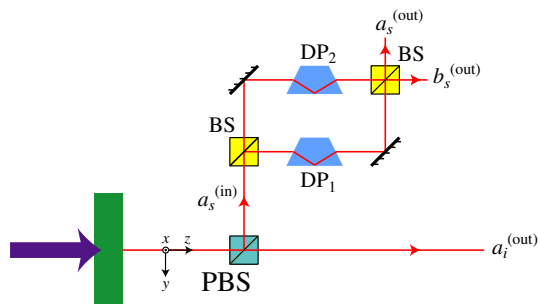 a_s^(out)
DP_2
BS
b_s^(out)
BS
DP_1
a_s^(in)
x
z
y
a_i^(out)
PBS